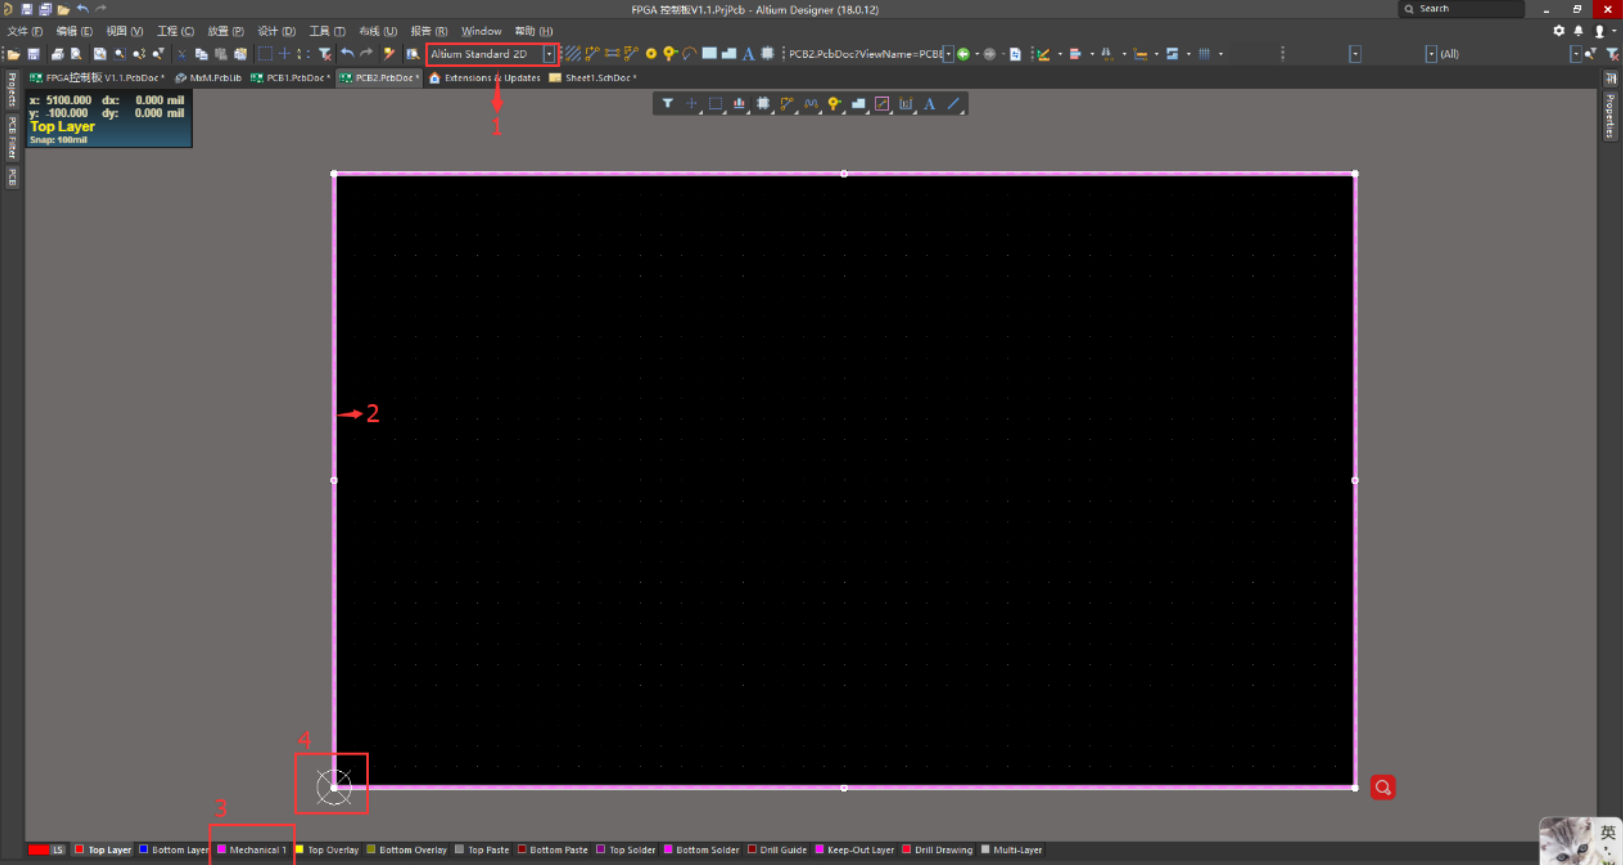 FPGA 控制板V1.1.PrjPcb - Altium Designer (18.0.12)
Search
文件 (F) 编辑 (E) 视图 (V) 工程 (C) 放置 (P) 设计 (D) 工具 (T) 布线 (U) 报告 (R) Window 帮助 (H)
Altium Standard 2D
PCB2.PcbDoc?ViewName=PCBE
(All)
FPGA控制板 V1.1.PcbDoc * MxM.PcbLib PCB1.PcbDoc * PCB2.PcbDoc * Extensions & Updates Sheet1.SchDoc *
Projects
PCB Filter
PCB
Properties
x: 5100.000 dx: 0.000 mil
y: -100.000 dy: 0.000 mil
Top Layer
Snap: 100mil
1
2
4
3
LS Top Layer Bottom Layer Mechanical 1 Top Overlay Bottom Overlay Top Paste Bottom Paste Top Solder Bottom Solder Drill Guide Keep-Out Layer Drill Drawing Multi-Layer
英